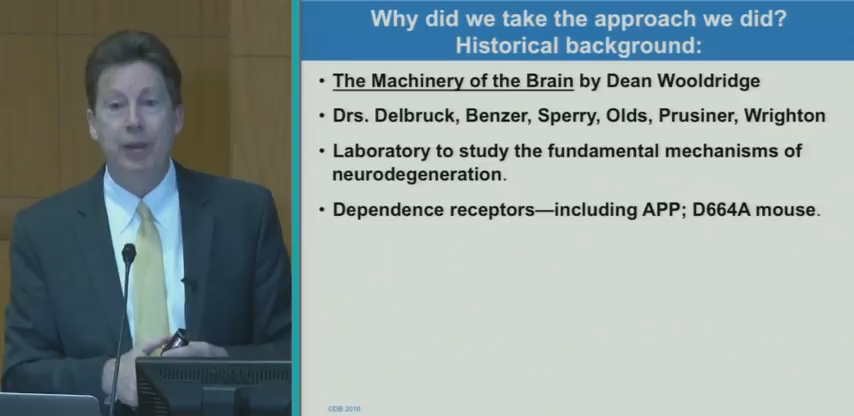 Why did we take the approach we did?
Historical background:
• The Machinery of the Brain by Dean Wooldridge
• Drs. Delbruck, Benzer, Sperry, Olds, Prusiner, Wrighton
• Laboratory to study the fundamental mechanisms of
neurodegeneration.
• Dependence receptors—including APP; D664A mouse.
©DB 2016